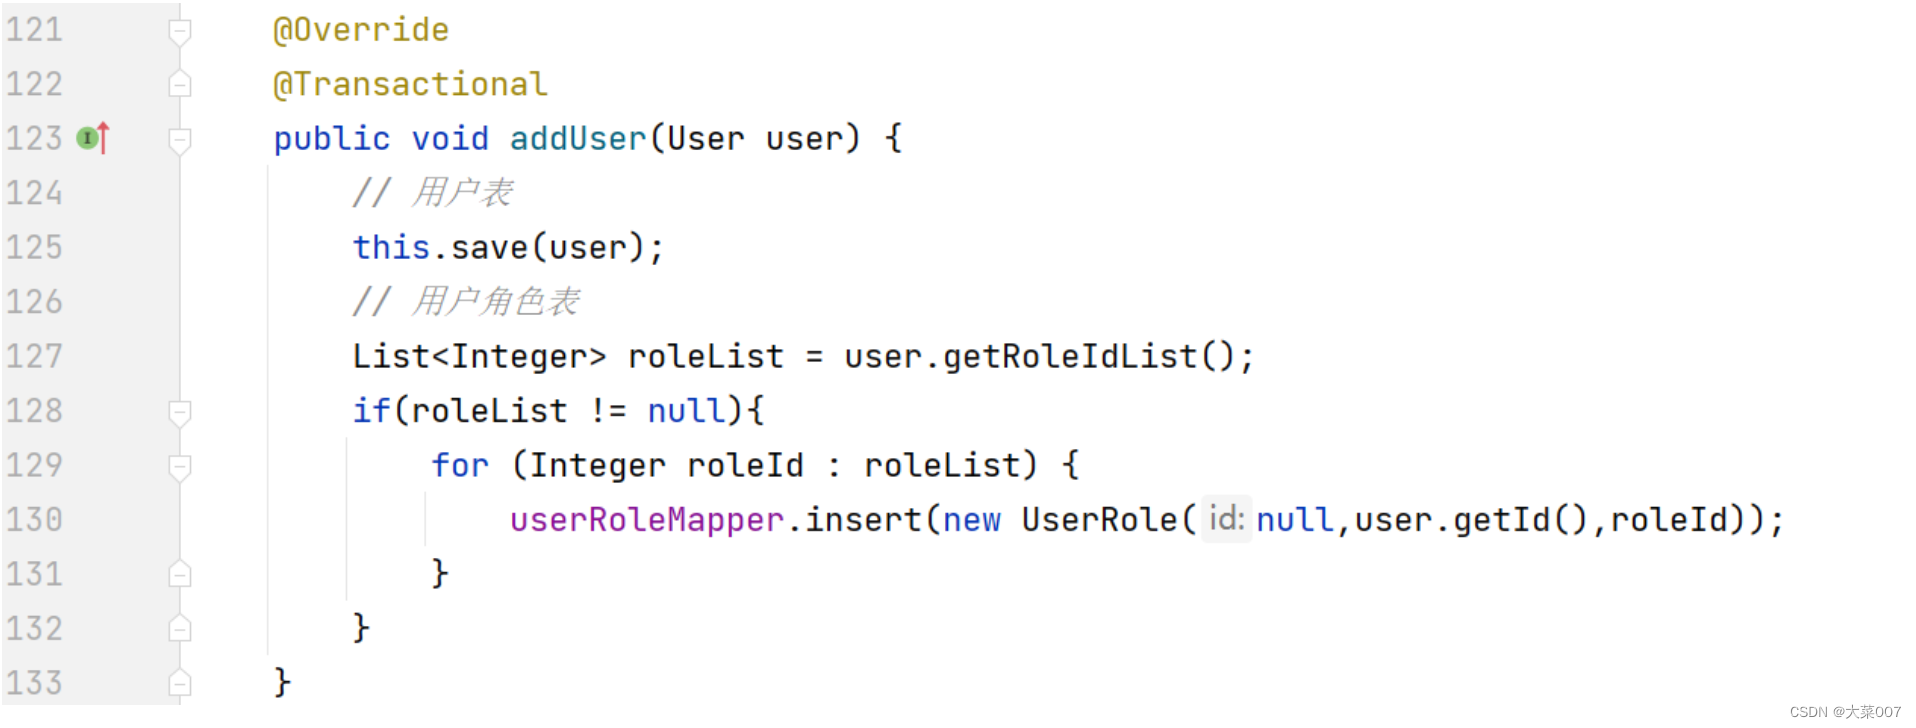 121 @Override
122 @Transactional
123 I public void addUser(User user) {
124 // 用户表
125 this.save(user);
126 // 用户角色表
127 List<Integer> roleList = user.getRoleIdList();
128 if(roleList != null){
129 for (Integer roleId : roleList) {
130 userRoleMapper.insert(new UserRole( id: null,user.getId(),roleId));
131 }
132 }
133 }
CSDN @大菜007